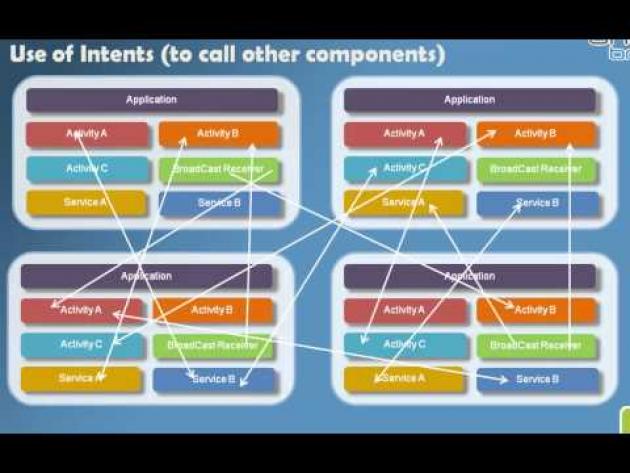 Use of Intents (to call other components)
Application
Activity A
Activity B
Activity C
BroadCast Receiver
Service A
Service B
Application
Activity A
Activity B
Activity C
BroadCast Receiver
Service A
Service B
Application
Activity A
Activity B
Activity C
BroadCast Receiver
Service A
Service B
Application
Activity A
Activity B
Activity C
BroadCast Receiver
Service A
Service B